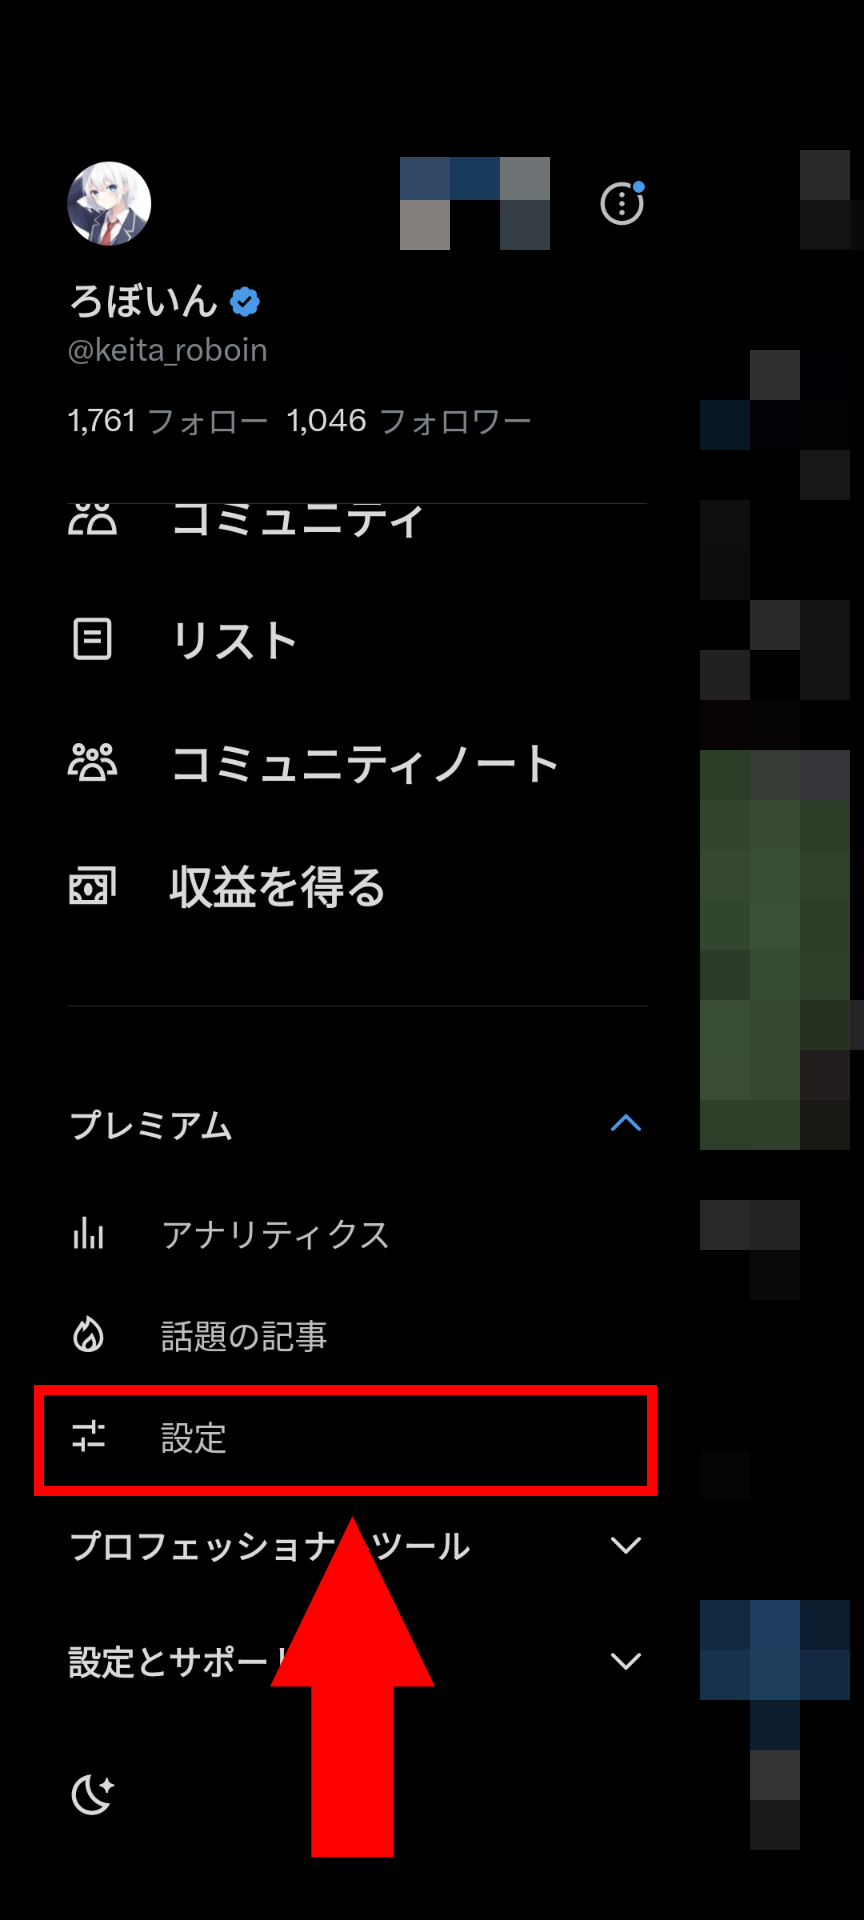 ろぼいん
@keita_roboin
1,761 フォロー 1,046 フォロワー
コミュニティ
リスト
コミュニティノート
収益を得る
プレミアム
アナリティクス
話題の記事
設定
プロフェッショナルツール
設定とサポート